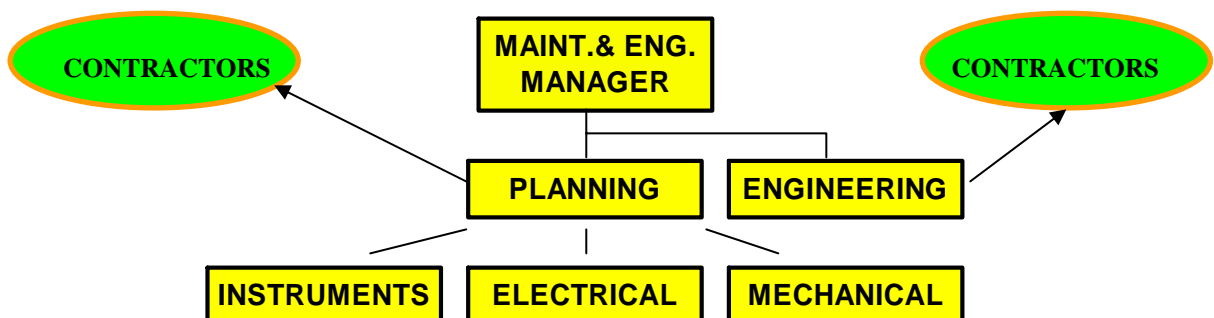 CONTRACTORS
MAINT.& ENG.
MANAGER
CONTRACTORS
PLANNING
ENGINEERING
INSTRUMENTS
ELECTRICAL
MECHANICAL